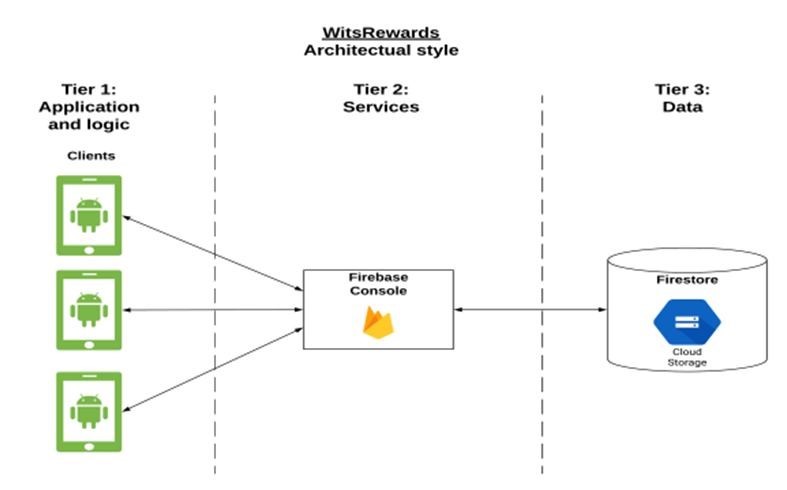 WitsRewards
Architectual style
Tier 1:
Application
and logic
Tier 2:
Services
Tier 3:
Data
Clients
Firebase
Console
Firestore
Cloud
Storage